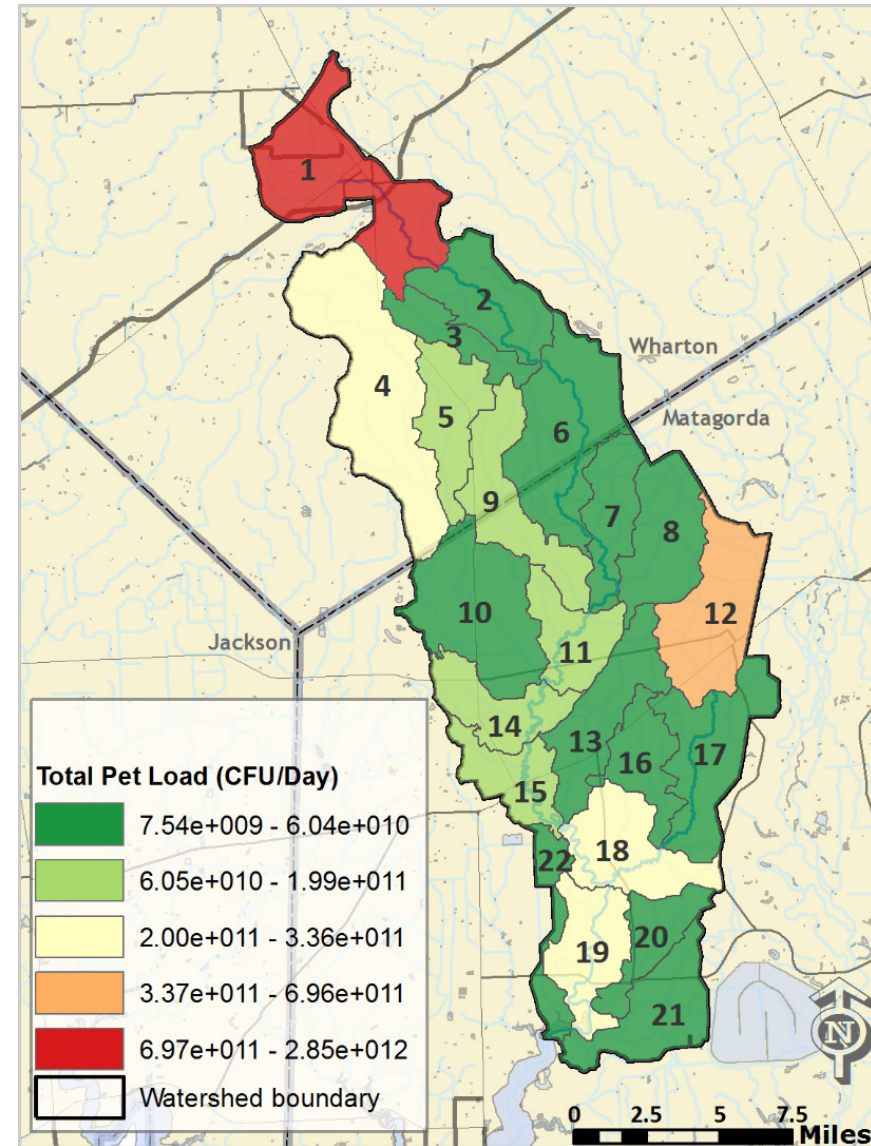 1
2
3
Wharton
4
5
6
Matagorda
9
7
8
10
12
Jackson
11
14
13
16
17
15
18
22
20
19
21
N
Total Pet Load (CFU/Day)
7.54e+009 - 6.04e+010
6.05e+010 - 1.99e+011
2.00e+011 - 3.36e+011
3.37e+011 - 6.96e+011
6.97e+011 - 2.85e+012
Watershed boundary
0 2.5 5 7.5
Miles